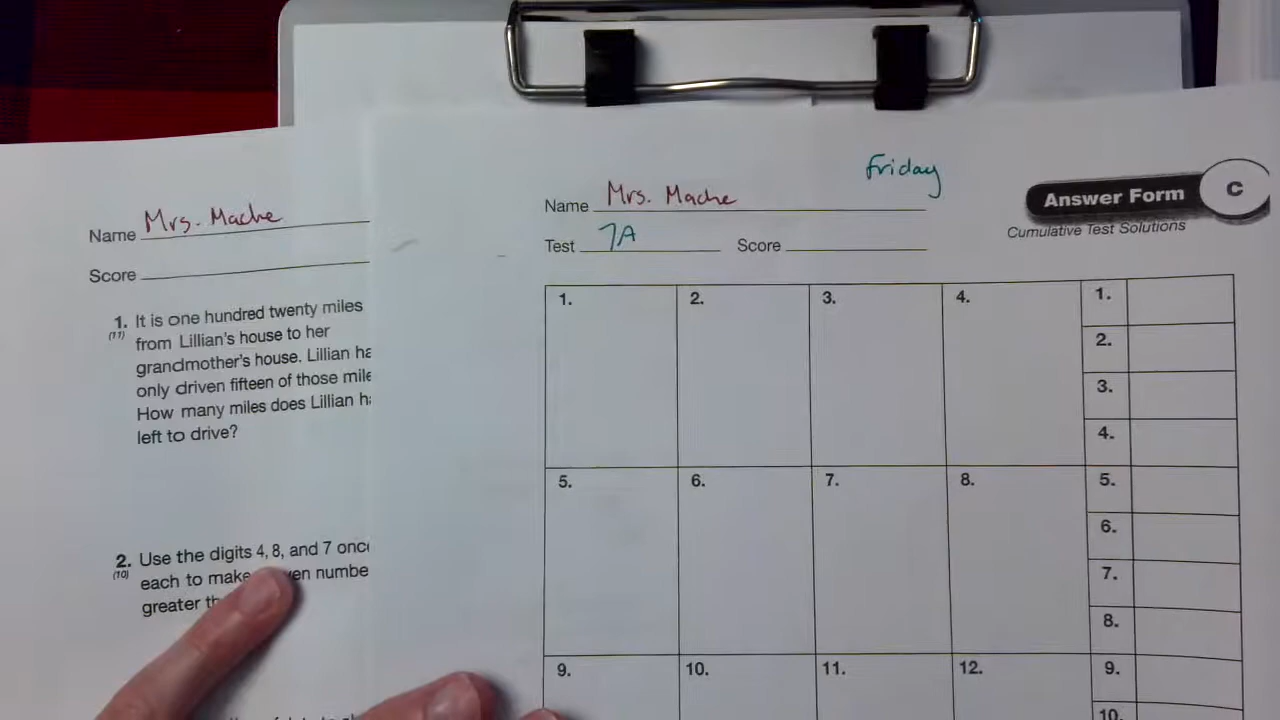 Name Mrs. Mache
Score
1. It is one hundred twenty miles
(11) from Lillian's house to her
grandmother's house. Lillian ha
only driven fifteen of those mile
How many miles does Lillian ha
left to drive?
2. Use the digits 4, 8, and 7 once
(10) each to make
greater
Friday
Name Mrs. Mache
Answer Form C
Test 7A Score
Cumulative Test Solutions
1. 2. 3. 4.
5. 6. 7. 8.
9. 10. 11. 12.
1.
2.
3.
4.
5.
6.
7.
8.
9.
10.